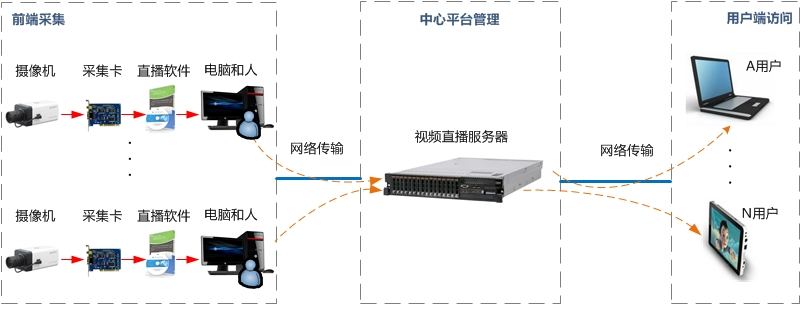 前端采集
中心平台管理
用户端访问
摄像机
采集卡
直播软件
电脑和人
A用户
网络传输
视频直播服务器
网络传输
摄像机
采集卡
直播软件
电脑和人
N用户